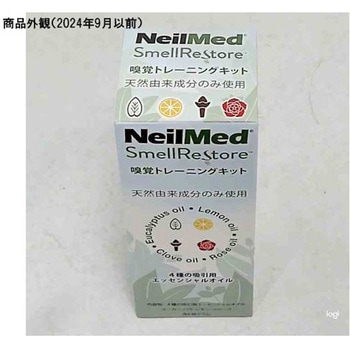 商品外観(2024年9月以前)
NeilMed®
SmellRestore™
嗅覚トレーニングキット
天然由来成分のみ使用
NeilMed®
SmellRestore™
嗅覚トレーニングキット
天然由来成分のみ使用
Eucalyptus oil • Lemon oil •
Clove oil • Rose oil •
4種の吸引用
エッセンシャルオイル
logi